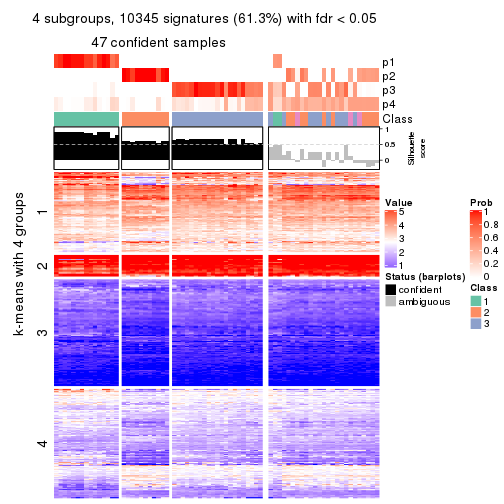 4 subgroups, 10345 signatures (61.3%) with fdr < 0.05
47 confident samples
p1
p2
p3
p4
Class
1
0.5
0
Silhouette
score
k-means with 4 groups
1
2
3
4
Value
5
4
3
2
1
Status (barplots)
confident
ambiguous
Prob
1
0.8
0.6
0.4
0.2
0
Class
1
2
3